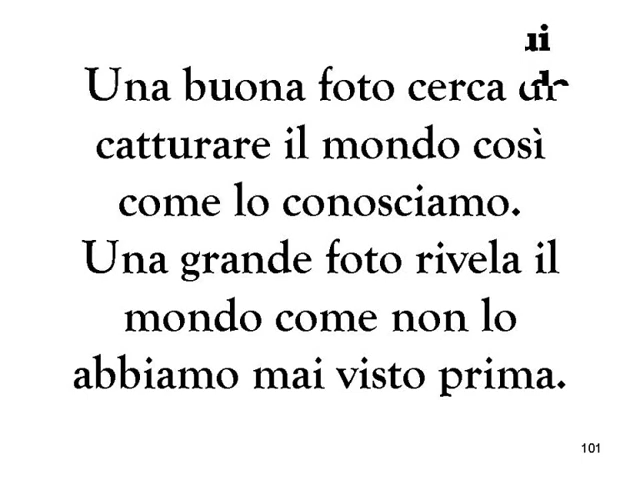 Una buona foto cerca
catturare il mondo così
come lo conosciamo.
Una grande foto rivela il
mondo come non lo
abbiamo mai visto prima.
101